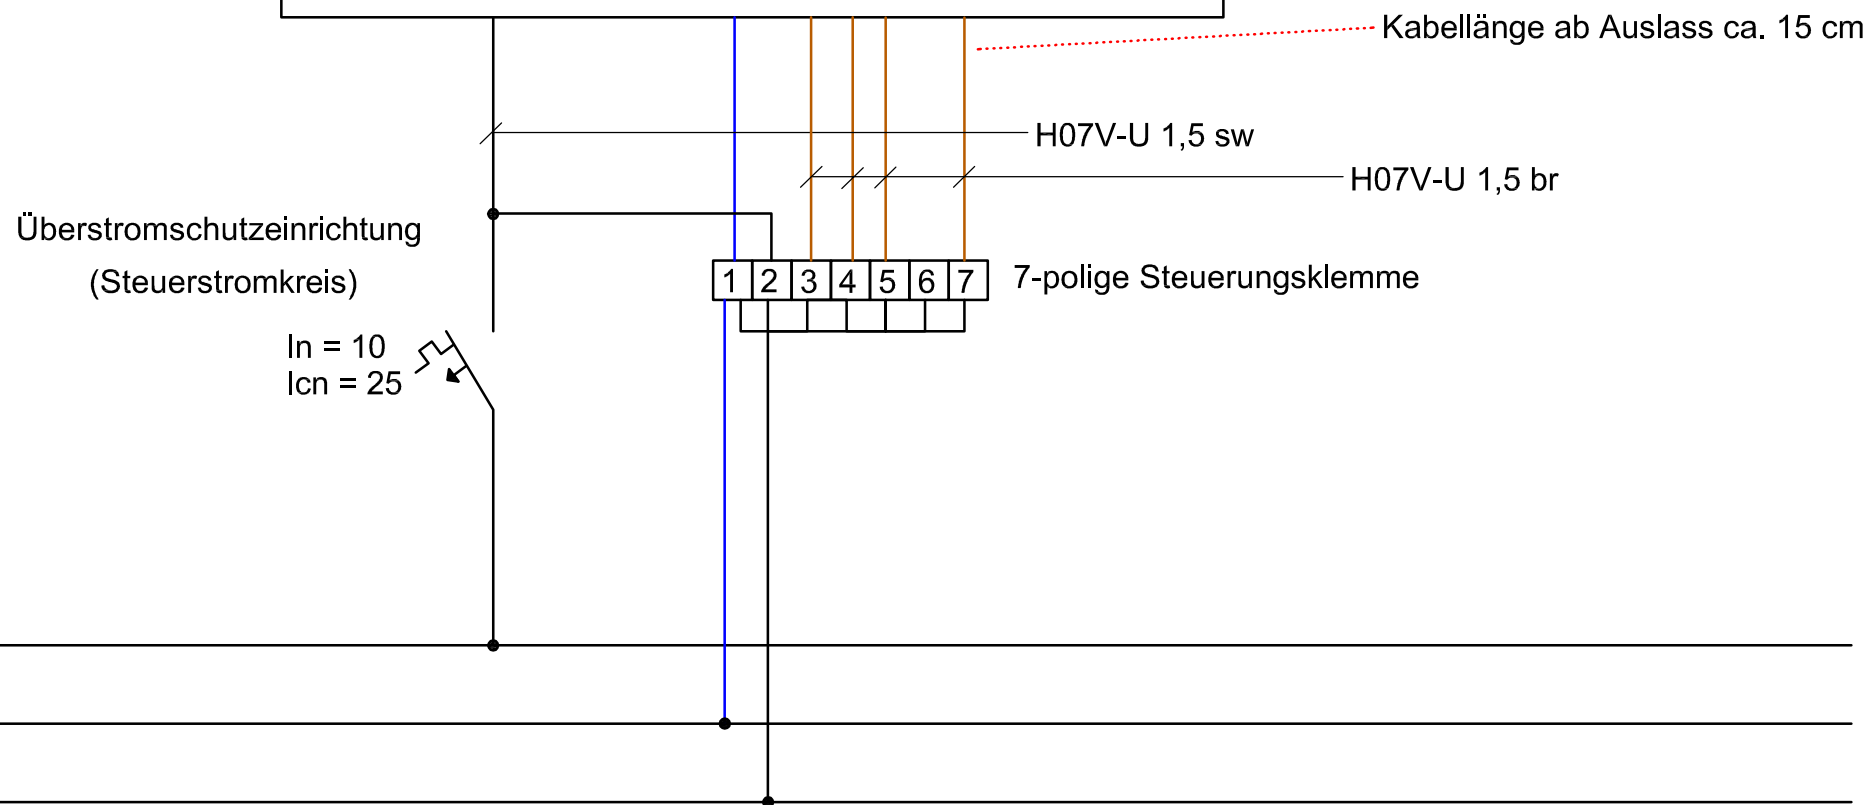 Kabellänge ab Auslass ca. 15 cm
H07V-U 1,5 sw
H07V-U 1,5 br
Überstromschutzeinrichtung
(Steuerstromkreis)
1 2 3 4 5 6 7
7-polige Steuerungsklemme
In = 10
Icn = 25